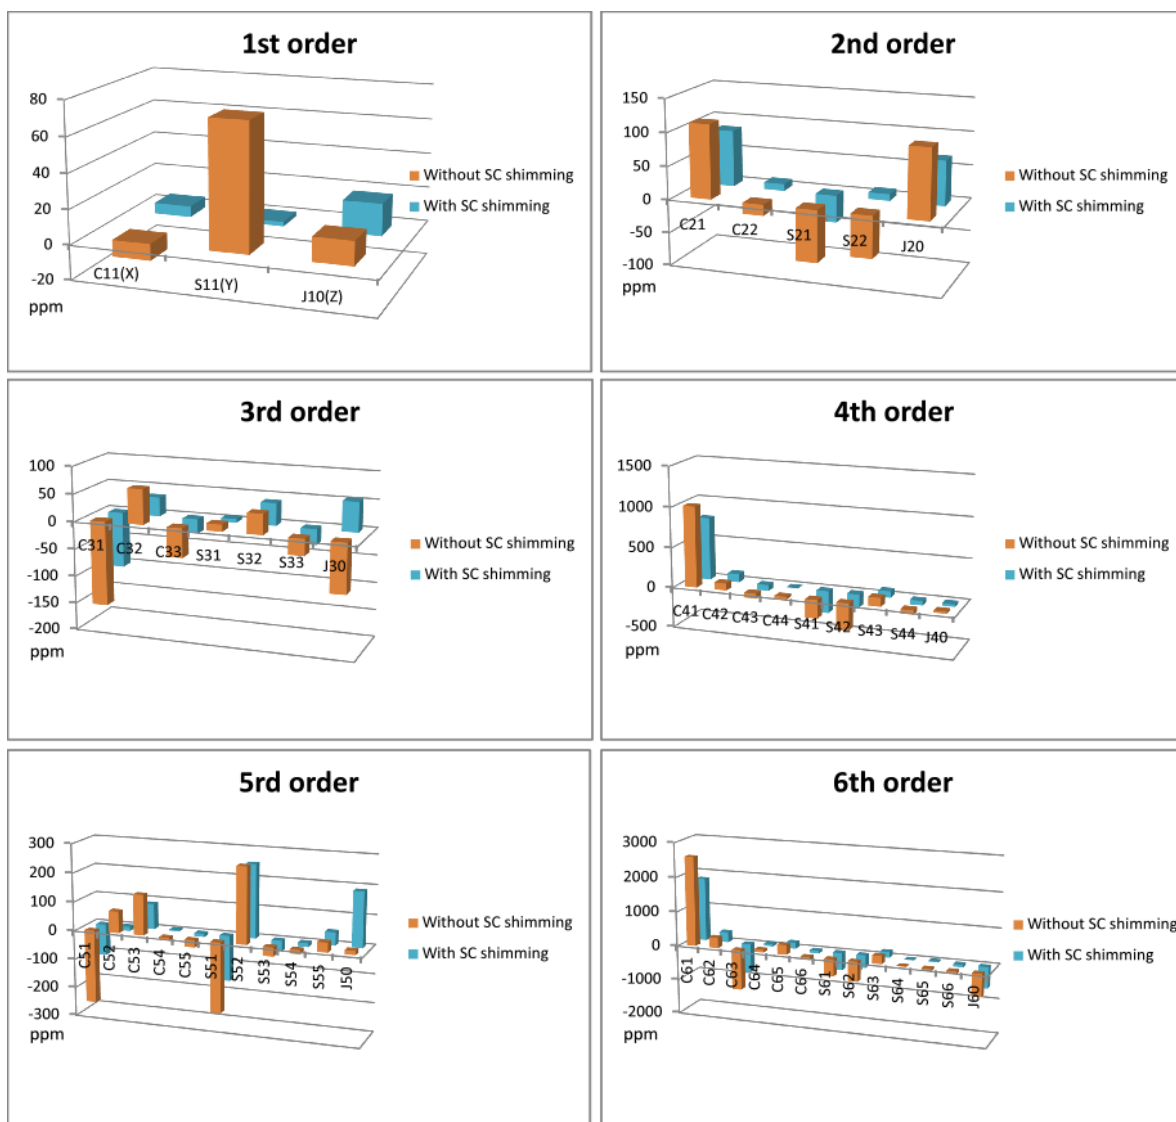 1st order
80
60
40
20
0
-20
ppm
C11(X)
S11(Y)
J10(Z)
Without SC shimming
With SC shimming
2nd order
150
100
50
0
-50
-100
ppm
C21
C22
S21
S22
J20
Without SC shimming
With SC shimming
3rd order
100
50
0
-50
-100
-150
-200
ppm
C31
C32
C33
S31
S32
S33
J30
Without SC shimming
With SC shimming
4th order
1500
1000
500
0
-500
ppm
C41
C42
C43
C44
S41
S42
S43
S44
J40
Without SC shimming
With SC shimming
5rd order
300
200
100
0
-100
-200
-300
ppm
C51
C52
C53
C54
C55
S51
S52
S53
S54
S55
J50
Without SC shimming
With SC shimming
6th order
3000
2000
1000
0
-1000
-2000
ppm
C61
C62
C63
C64
C65
C66
S61
S62
S63
S64
S65
S66
J60
Without SC shimming
With SC shimming